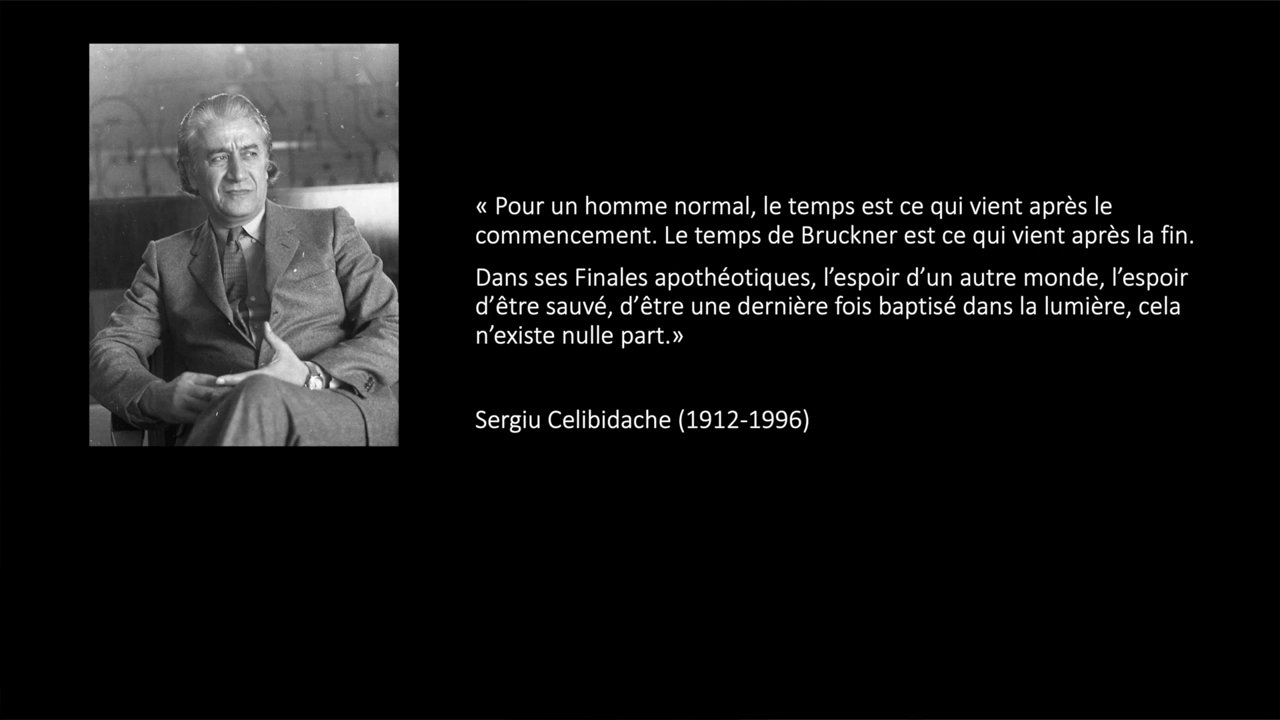 « Pour un homme normal, le temps est ce qui vient après le
commencement. Le temps de Bruckner est ce qui vient après la fin.
Dans ses Finales apothéotiques, l’espoir d’un autre monde, l’espoir
d’être sauvé, d’être une dernière fois baptisé dans la lumière, cela
n’existe nulle part.»
Sergiu Celibidache (1912-1996)